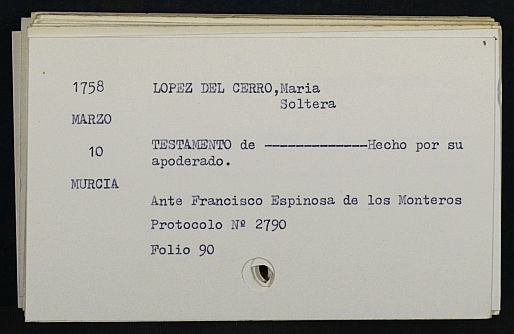 1758 LOPEZ DEL CERRO,Maria
Soltera
MARZO
10 TESTAMENTO de -------------Hecho por su
apoderado.
MURCIA
Ante Francisco Espinosa de los Monteros
Protocolo Nº 2790
Folio 90